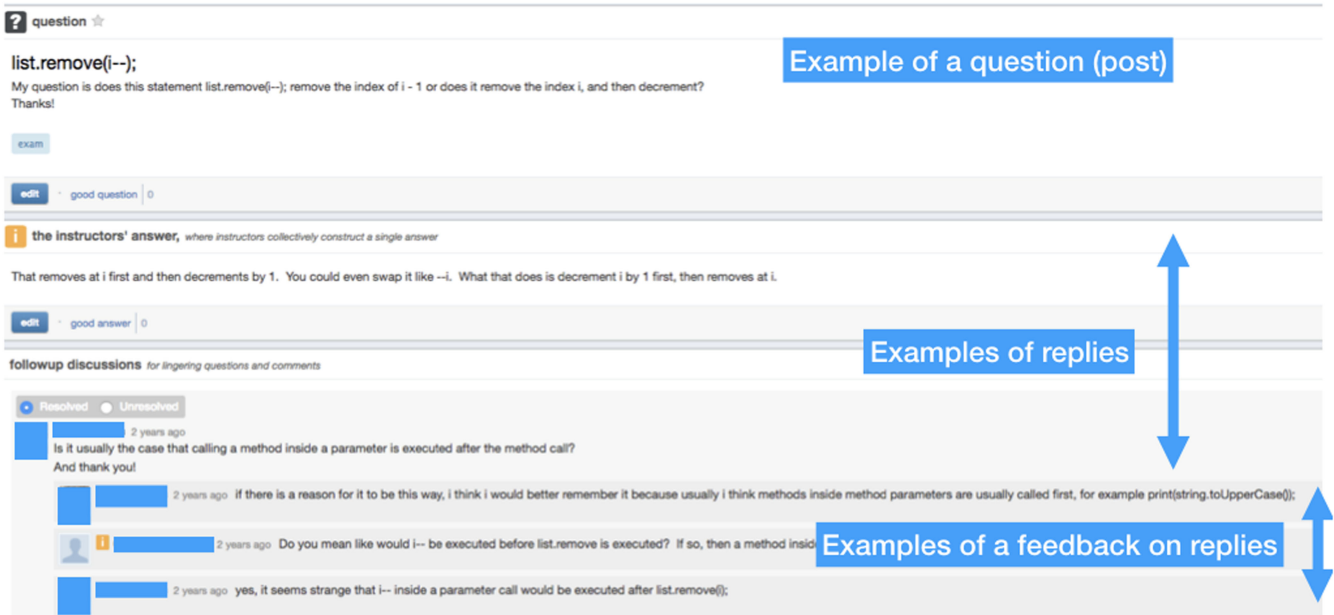 ? question
list.remove(i--);
Example of a question (post)
My question is does this statement list.remove(i--); remove the index of i - 1 or does it remove the index i, and then decrement?
Thanks!
exam
edit · good question 0
i the instructors' answer, where instructors collectively construct a single answer
That removes at i first and then decrements by 1. You could even swap it like --i. What that does is decrement i by 1 first, then removes at i.
edit · good answer 0
Examples of replies
followup discussions for lingering questions and comments
Resolved Unresolved
2 years ago
Is it usually the case that calling a method inside a parameter is executed after the method call?
And thank you!
2 years ago if there is a reason for it to be this way, i think i would better remember it because usually i think methods inside method parameters are usually called first, for example print(string.toUpperCase());
i 2 years ago Do you mean like would i-- be executed before list.remove is executed? If so, then a method
Examples of a feedback on replies
2 years ago yes, it seems strange that i-- inside a parameter call would be executed after list.remove(i);